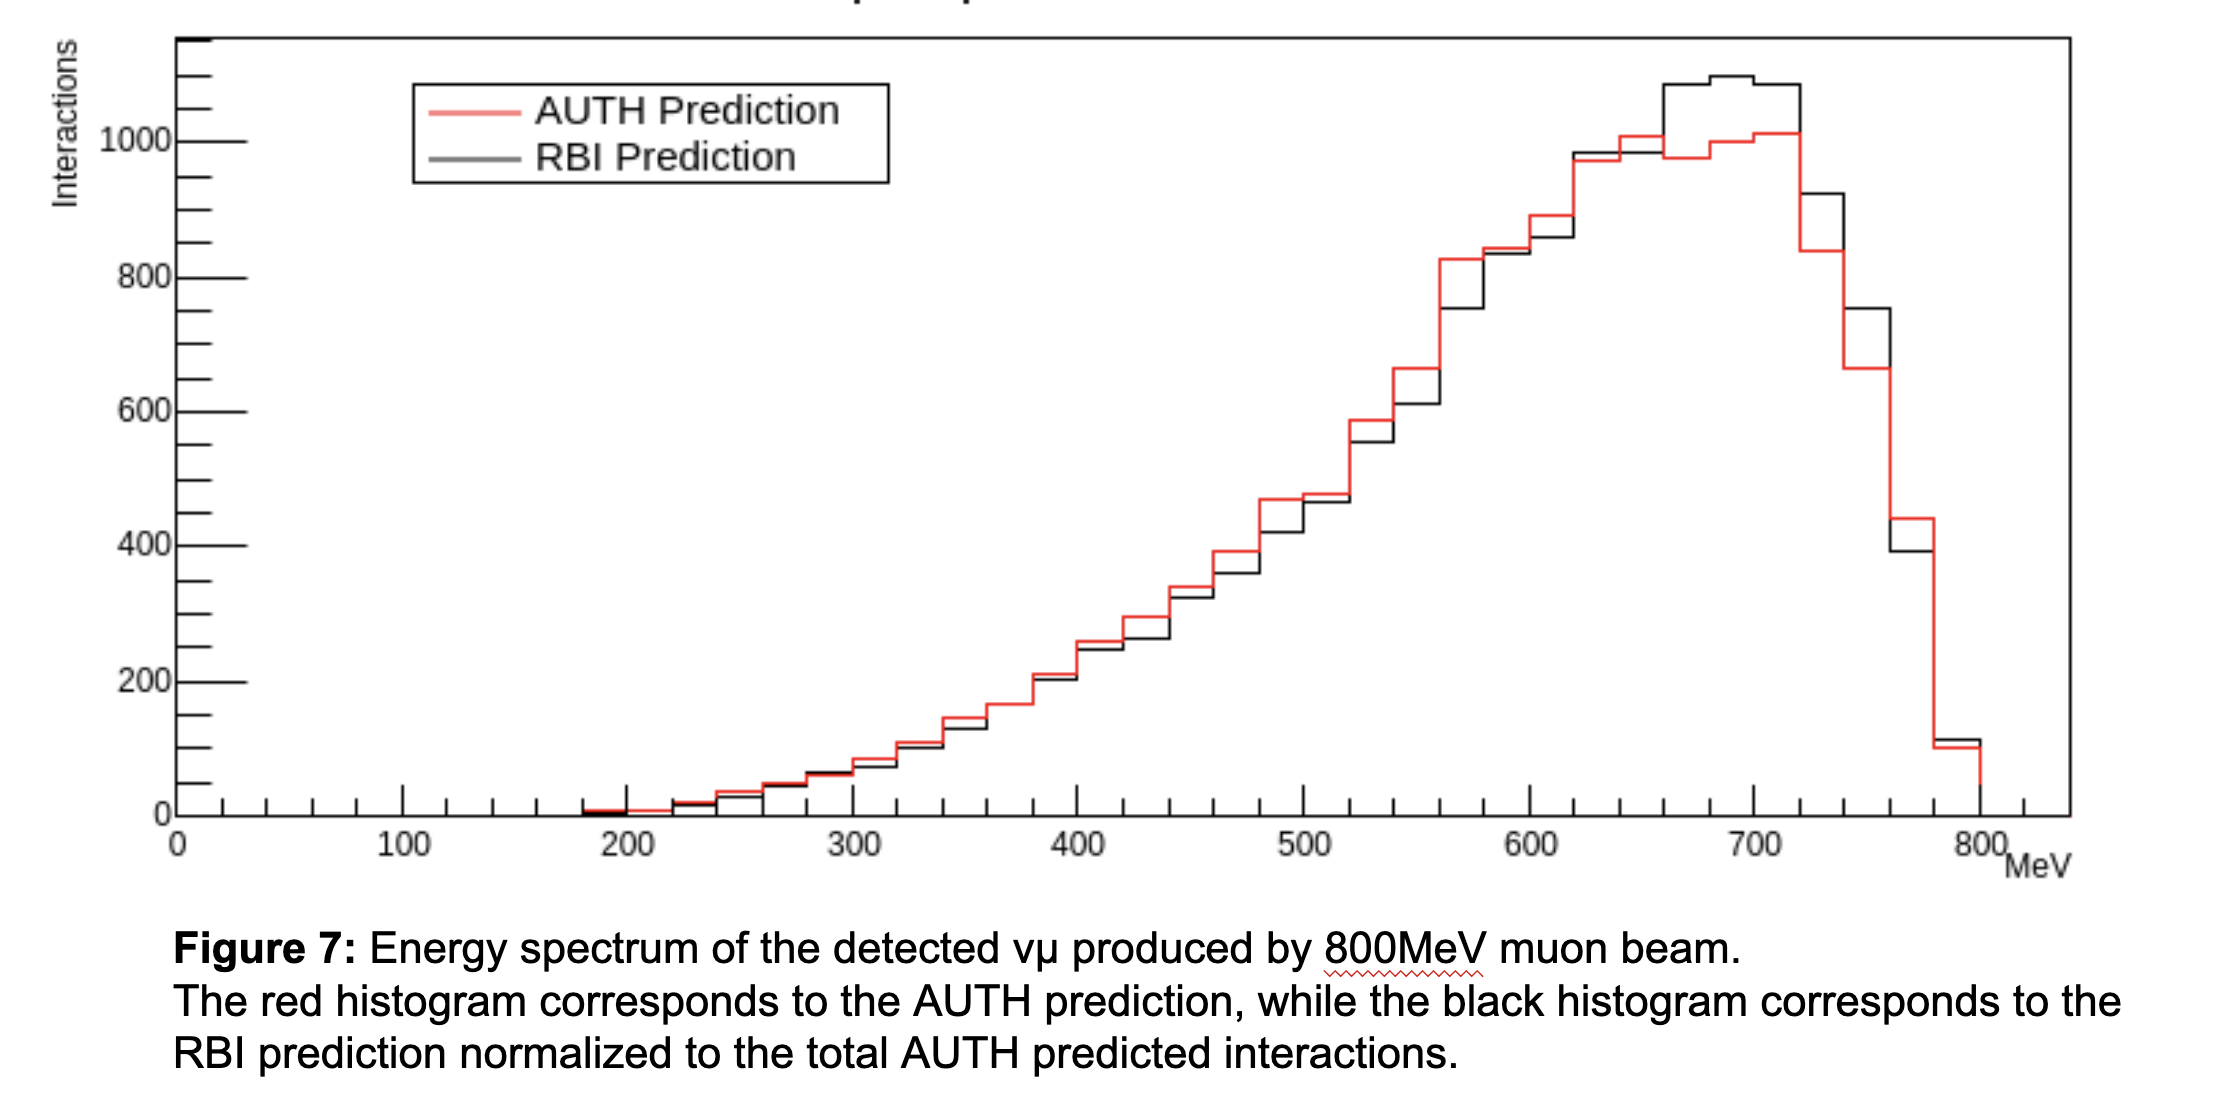 Interactions
AUTH Prediction
RBI Prediction
1000
800
600
400
200
0
0 100 200 300 400 500 600 700 800
MeV
Figure 7: Energy spectrum of the detected νμ produced by 800MeV muon beam.
The red histogram corresponds to the AUTH prediction, while the black histogram corresponds to the
RBI prediction normalized to the total AUTH predicted interactions.